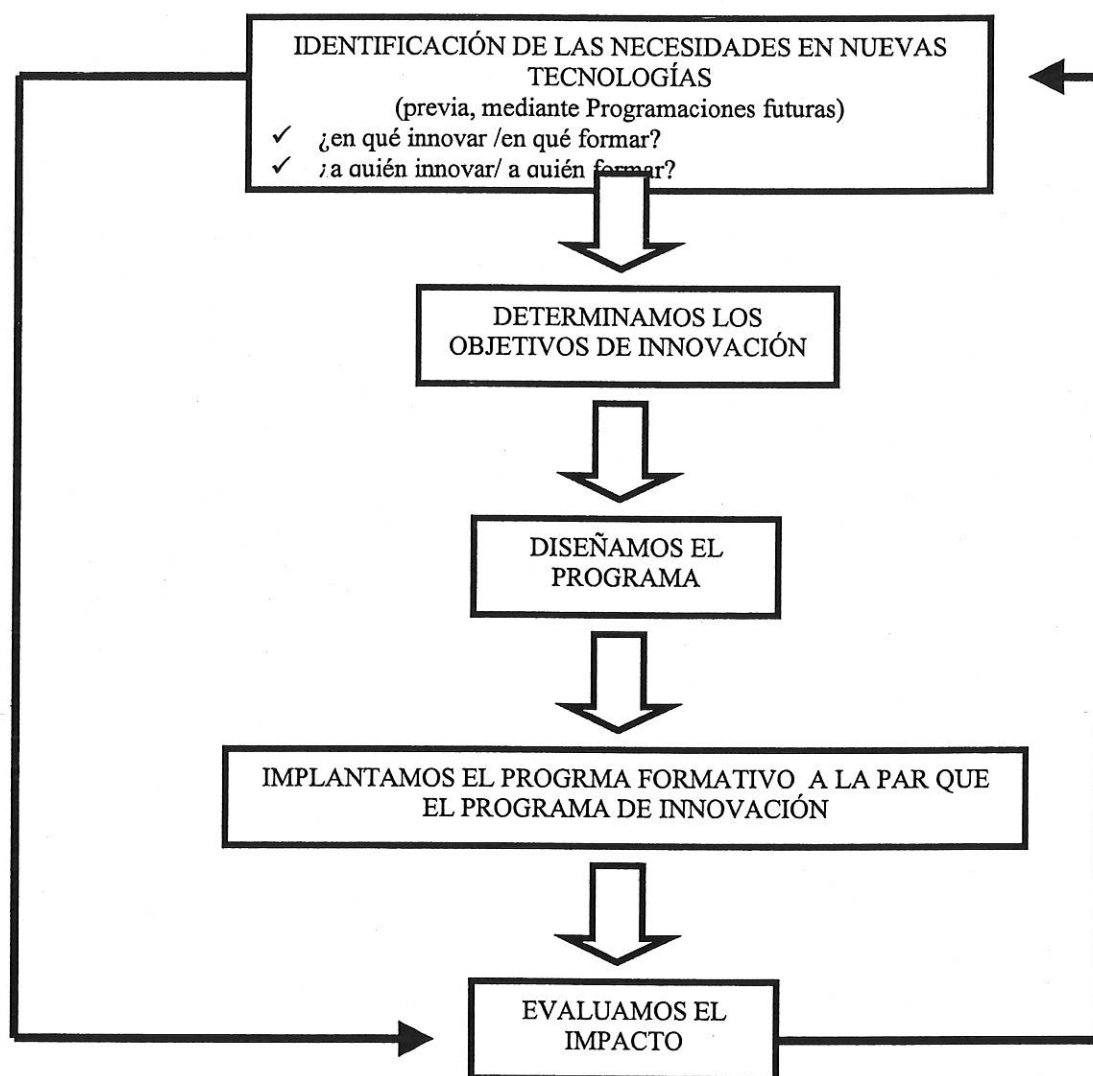 IDENTIFICACIÓN DE LAS NECESIDADES EN NUEVAS
TECNOLOGÍAS
(previa, mediante Programaciones futuras)
✓ ¿en qué innovar /en qué formar?
✓ ¿a quién innovar/ a quién formar?
DETERMINAMOS LOS
OBJETIVOS DE INNOVACIÓN
DISEÑAMOS EL
PROGRAMA
IMPLANTAMOS EL PROGRMA FORMATIVO A LA PAR QUE
EL PROGRAMA DE INNOVACIÓN
EVALUAMOS EL
IMPACTO